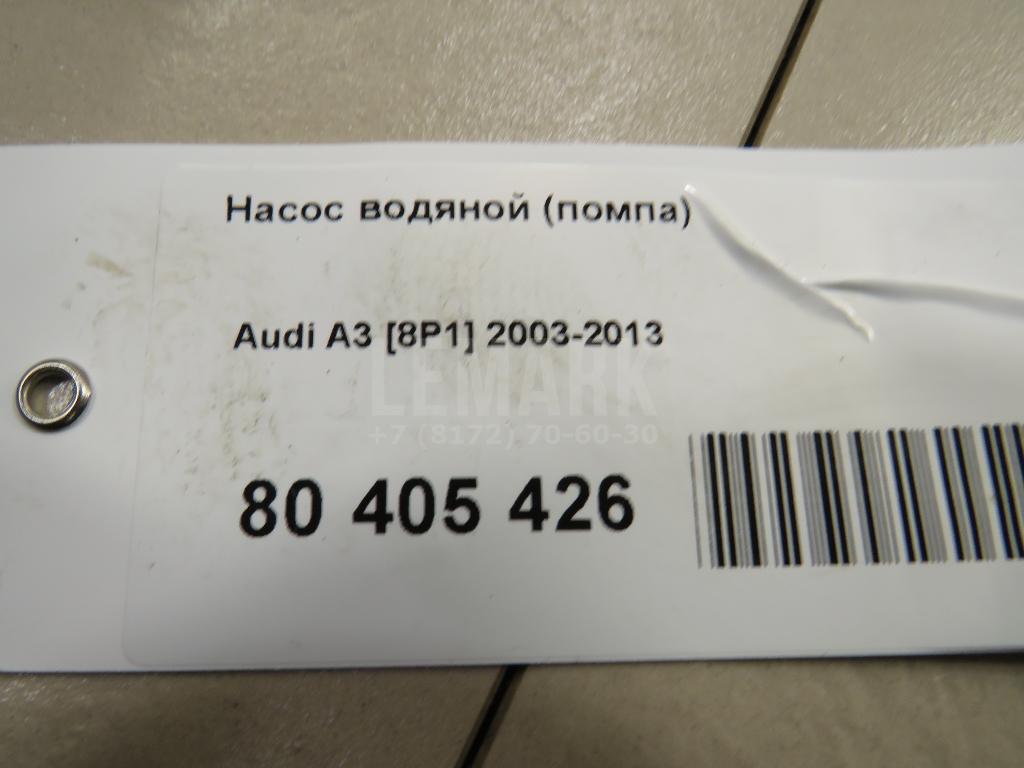 Насос водяной (помпа)
Audi A3 [8P1] 2003-2013
LEMARK
+7 (8172) 70-60-30
80 405 426